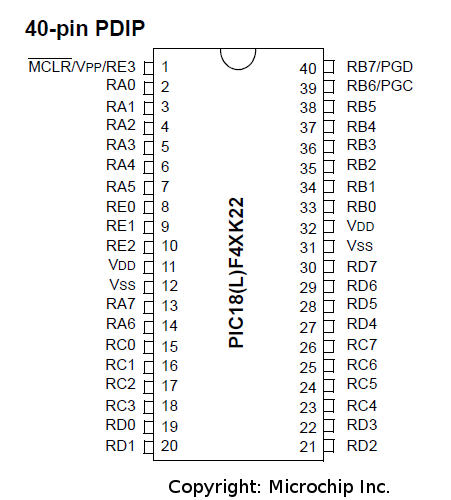 40-pin PDIP
MCLR/VPP/RE3 1 40 RB7/PGD
RA0 2 39 RB6/PGC
RA1 3 38 RB5
RA2 4 37 RB4
RA3 5 36 RB3
RA4 6 35 RB2
RA5 7 34 RB1
RE0 8 33 RB0
RE1 9 32 VDD
RE2 10 31 VSS
VDD 11 30 RD7
VSS 12 29 RD6
RA7 13 28 RD5
RA6 14 27 RD4
RC0 15 26 RC7
RC1 16 25 RC6
RC2 17 24 RC5
RC3 18 23 RC4
RD0 19 22 RD3
RD1 20 21 RD2
PIC18(L)F4XK22
Copyright: Microchip Inc.